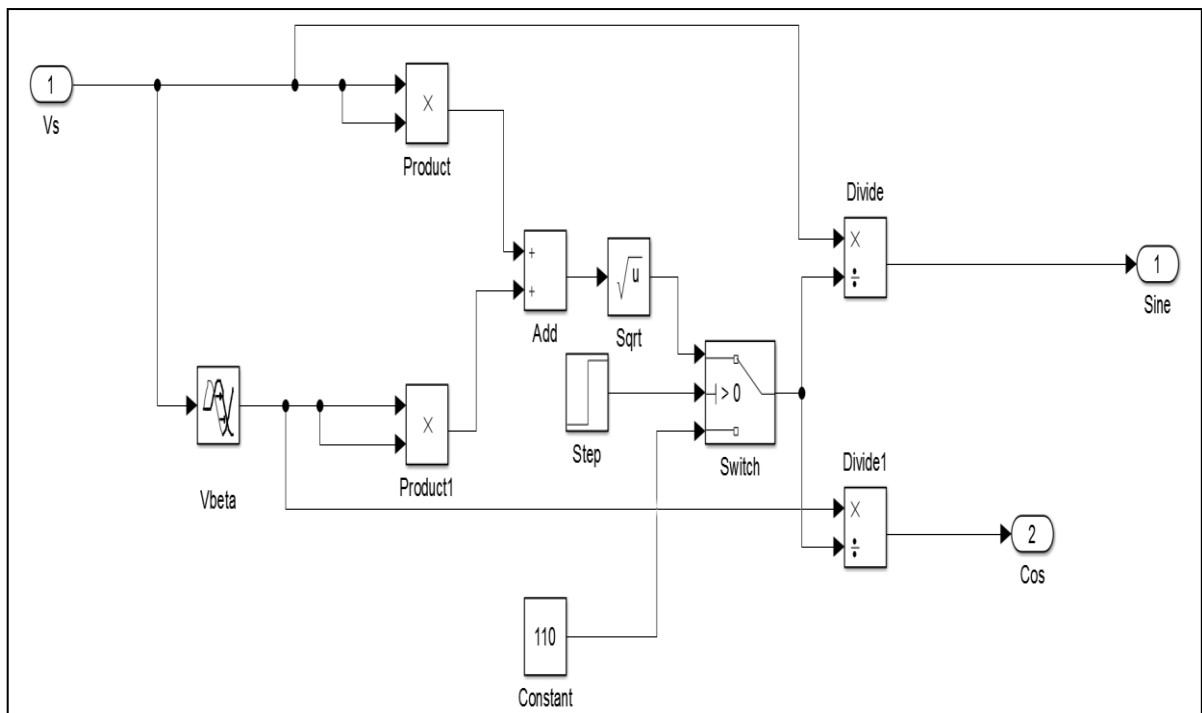 1
Vs
×
Product
Divide
×
÷
1
Sine
+
+
Add
√u
Sqrt
Vbeta
×
Product1
Step
> 0
Switch
Divide1
×
÷
2
Cos
110
Constant